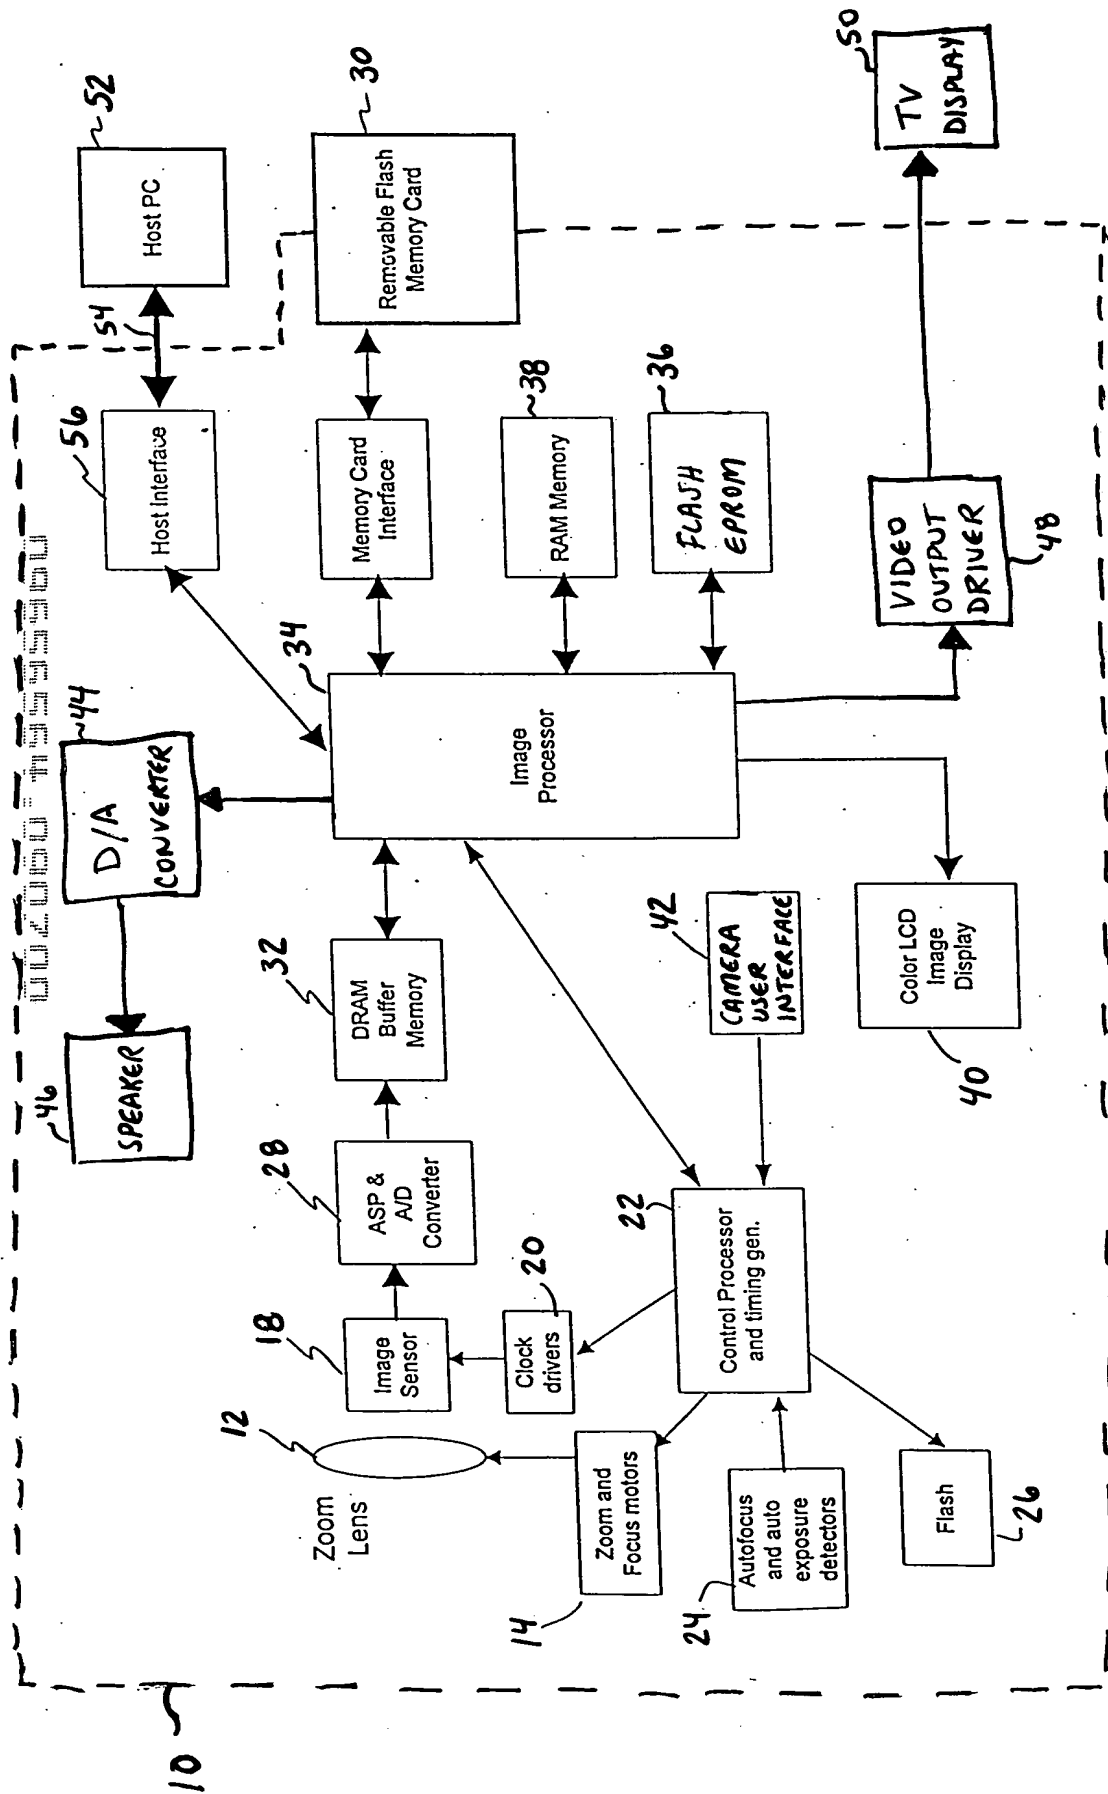 10
46
SPEAKER
44
D/A
CONVERTER
56
Host Interface
54
52
Host PC
12
Zoom
Lens
18
Image
Sensor
28
ASP &
A/D
Converter
32
DRAM
Buffer
Memory
34
Image
Processor
Memory Card
Interface
30
Removable Flash
Memory Card
38
RAM Memory
36
FLASH
EPROM
14
Zoom and
Focus motors
20
Clock
drivers
22
Control Processor
and timing gen.
24
Autofocus
and auto
exposure
detectors
26
Flash
42
CAMERA
USER
INTERFACE
40
Color LCD
Image
Display
48
VIDEO
OUTPUT
DRIVER
50
TV
DISPLAY